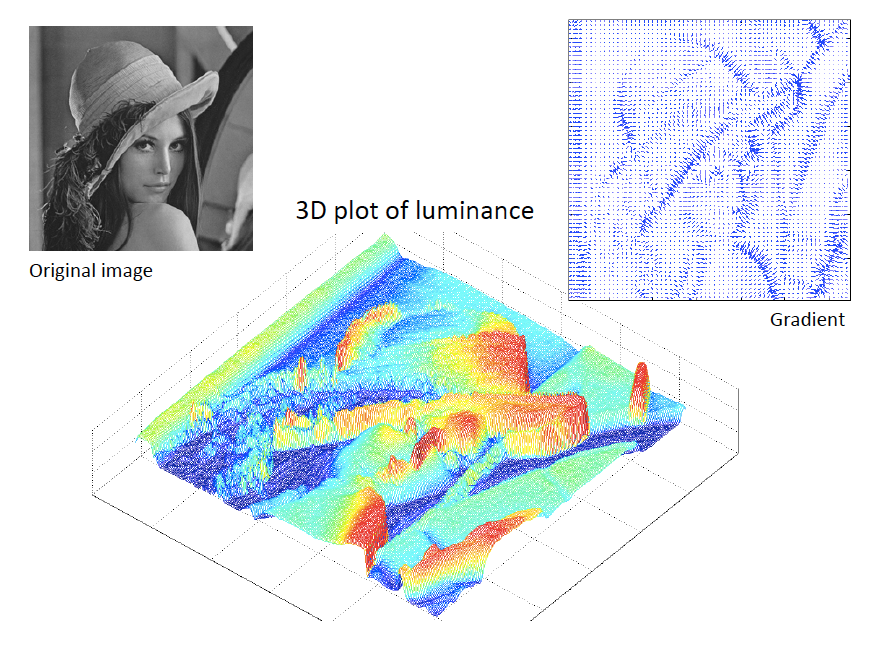 3D plot of luminance
Original image
Gradient